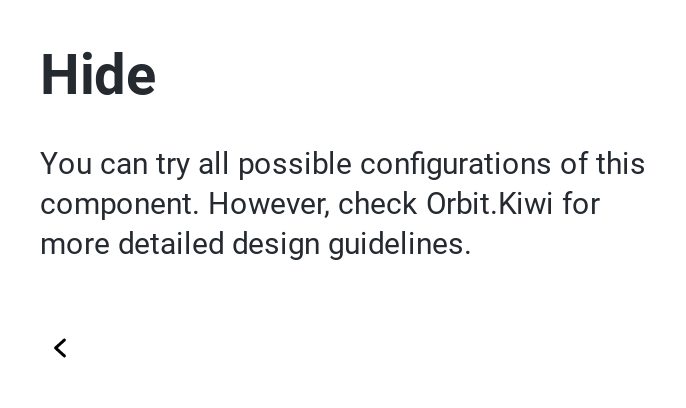 Hide
You can try all possible configurations of this
component. However, check Orbit.Kiwi for
more detailed design guidelines.